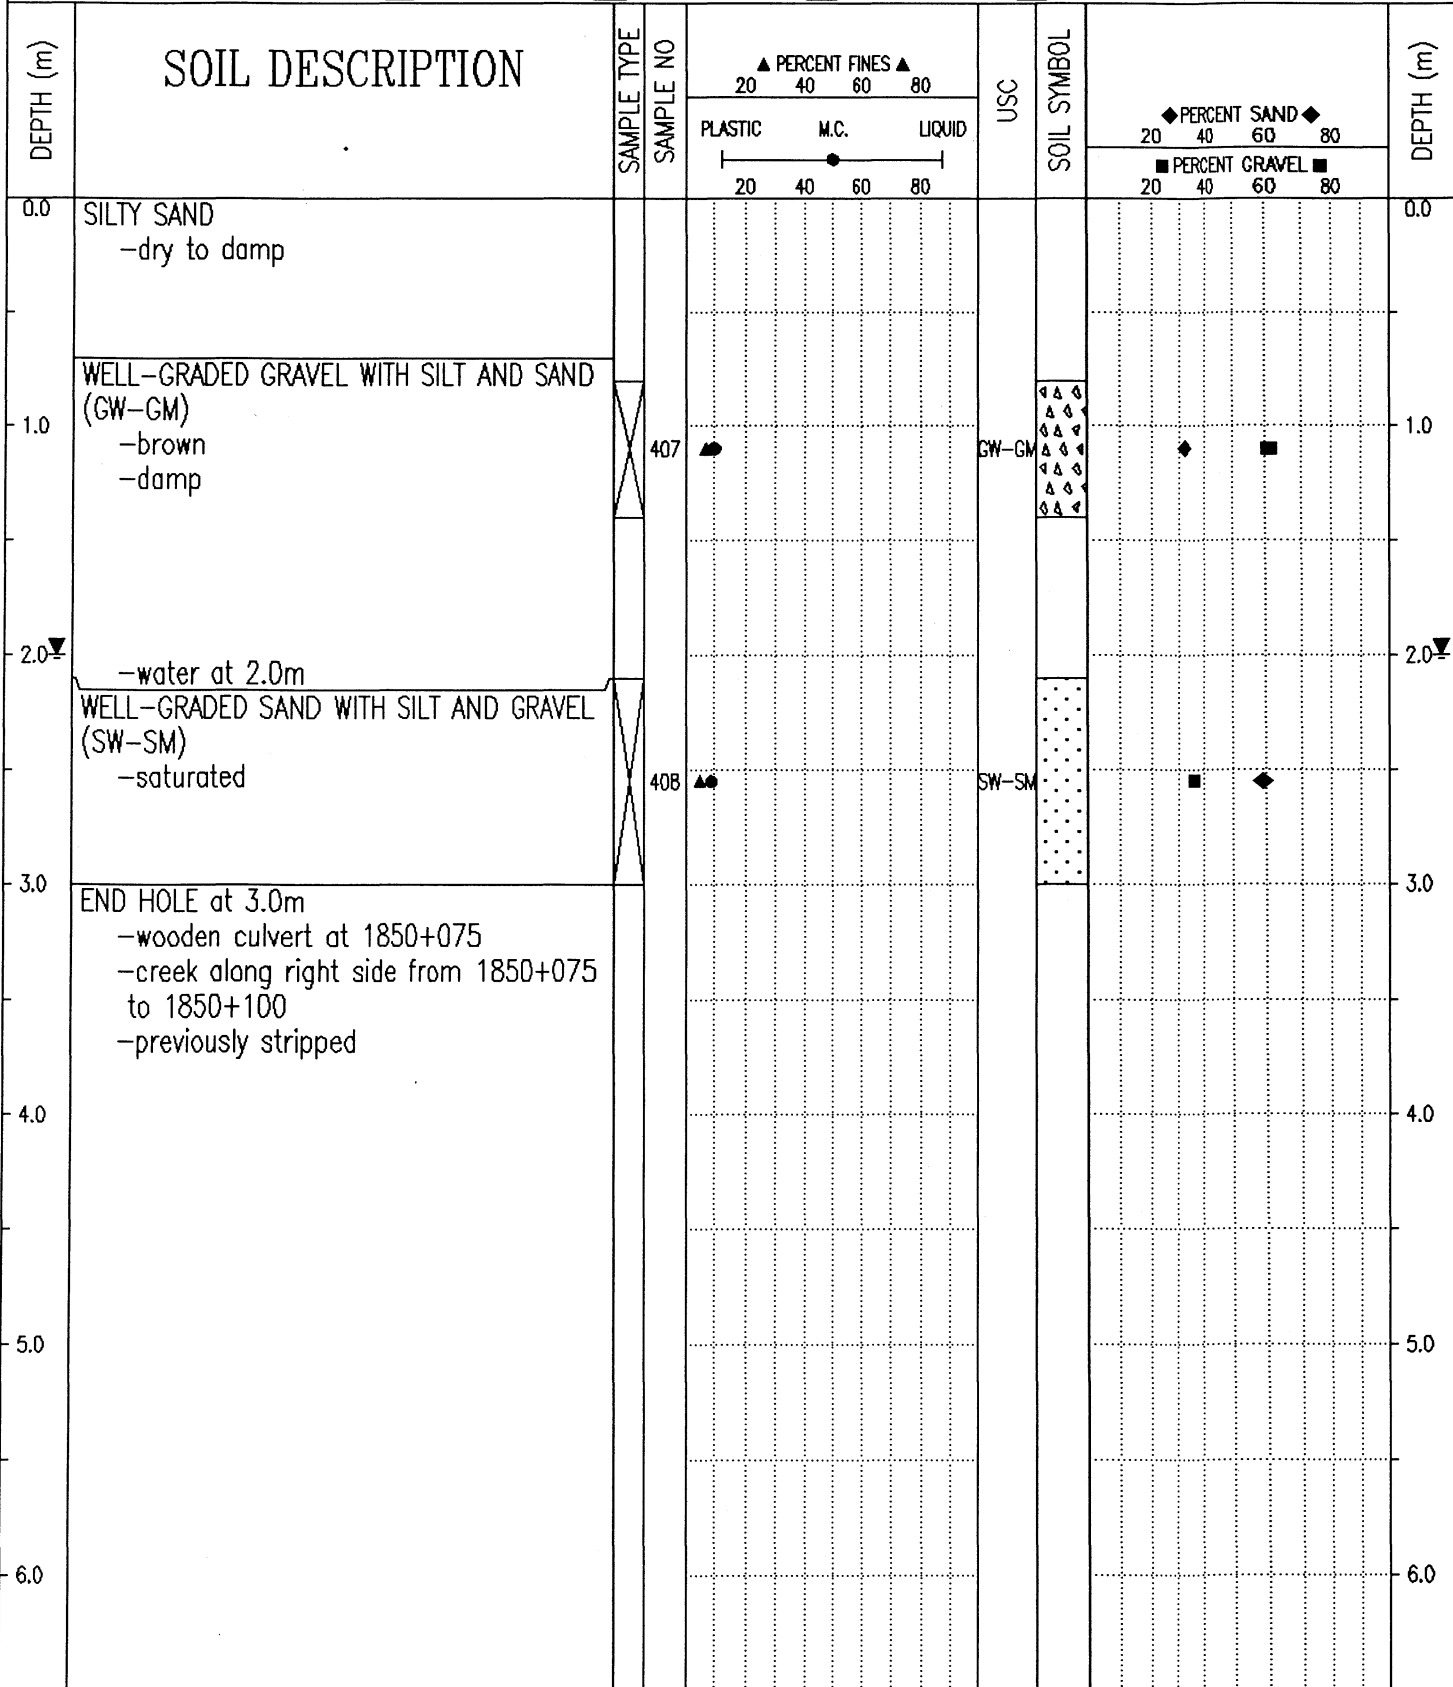 DEPTH (m)
SOIL DESCRIPTION
SAMPLE TYPE
SAMPLE NO
▲ PERCENT FINES ▲
20 40 60 80
PLASTIC M.C. LIQUID
20 40 60 80
USC
SOIL SYMBOL
◆PERCENT SAND◆
20 40 60 80
■PERCENT GRAVEL■
20 40 60 80
DEPTH (m)
0.0
SILTY SAND
0.0
-dry to damp
WELL-GRADED GRAVEL WITH SILT AND SAND
(GW-GM)
1.0
1.0
-brown
407
GW-GM
-damp
2.0
2.0
-water at 2.0m
WELL-GRADED SAND WITH SILT AND GRAVEL
(SW-SM)
-saturated
408
SW-SM
3.0
3.0
END HOLE at 3.0m
-wooden culvert at 1850+075
-creek along right side from 1850+075
to 1850+100
-previously stripped
4.0
4.0
5.0
5.0
6.0
6.0